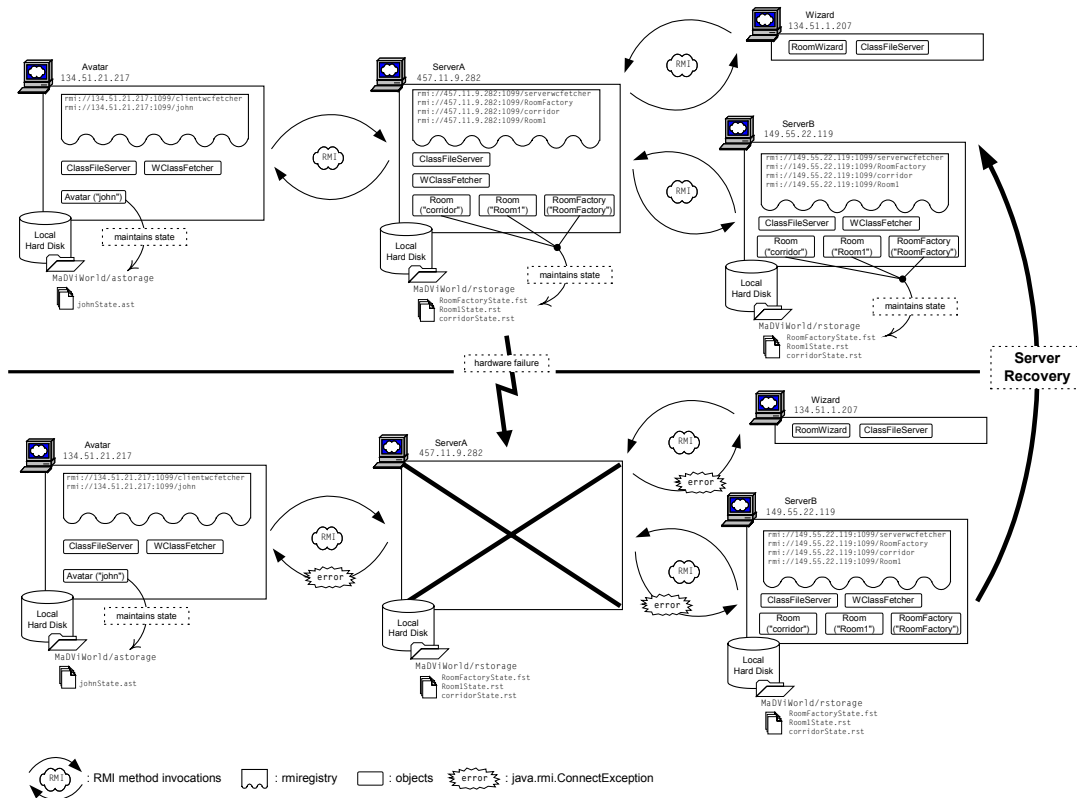 Wizard
134.51.1.207
RoomWizard
ClassFileServer
Avatar
134.51.21.217
rmi://134.51.21.217:1099/clientwcfetcher
rmi://134.51.21.217:1099/john
ClassFileServer
WClassFetcher
Avatar ("john")
Local
Hard Disk
maintains state
MaDViWorld/astorage
johnState.ast
RMI
ServerA
457.11.9.282
rmi://457.11.9.282:1099/serverwcfetcher
rmi://457.11.9.282:1099/RoomFactory
rmi://457.11.9.282:1099/corridor
rmi://457.11.9.282:1099/Room1
ClassFileServer
WClassFetcher
Room
("corridor")
Room
("Room1")
RoomFactory
("RoomFactory")
Local
Hard Disk
maintains state
MaDViWorld/rstorage
RoomFactoryState.fst
Room1State.rst
corridorState.rst
RMI
RMI
ServerB
149.55.22.119
rmi://149.55.22.119:1099/serverwcfetcher
rmi://149.55.22.119:1099/RoomFactory
rmi://149.55.22.119:1099/corridor
rmi://149.55.22.119:1099/Room1
ClassFileServer
WClassFetcher
Room
("corridor")
Room
("Room1")
RoomFactory
("RoomFactory")
Local
Hard Disk
maintains state
MaDViWorld/rstorage
RoomFactoryState.fst
Room1State.rst
corridorState.rst
hardware failure
Server
Recovery
Wizard
134.51.1.207
RoomWizard
ClassFileServer
Avatar
134.51.21.217
rmi://134.51.21.217:1099/clientwcfetcher
rmi://134.51.21.217:1099/john
ClassFileServer
WClassFetcher
Avatar ("john")
Local
Hard Disk
maintains state
MaDViWorld/astorage
johnState.ast
RMI
error
ServerA
457.11.9.282
Local
Hard Disk
MaDViWorld/rstorage
RoomFactoryState.fst
Room1State.rst
corridorState.rst
RMI
error
RMI
error
ServerB
149.55.22.119
rmi://149.55.22.119:1099/serverwcfetcher
rmi://149.55.22.119:1099/RoomFactory
rmi://149.55.22.119:1099/corridor
rmi://149.55.22.119:1099/Room1
ClassFileServer
WClassFetcher
Room
("corridor")
Room
("Room1")
RoomFactory
("RoomFactory")
Local
Hard Disk
MaDViWorld/rstorage
RoomFactoryState.fst
Room1State.rst
corridorState.rst
RMI : RMI method invocations
: rmiregistry
: objects
error : java.rmi.ConnectException